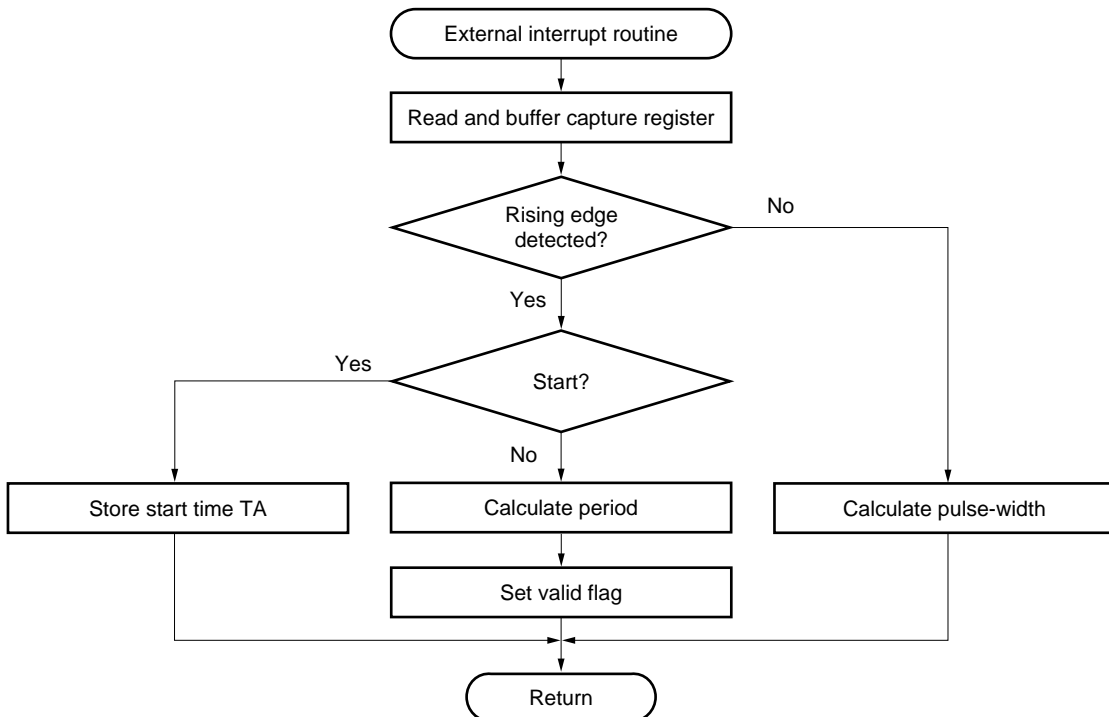 External interrupt routine
Read and buffer capture register
Rising edge
detected?
No
Yes
Yes
Start?
No
Store start time TA
Calculate period
Calculate pulse-width
Set valid flag
Return